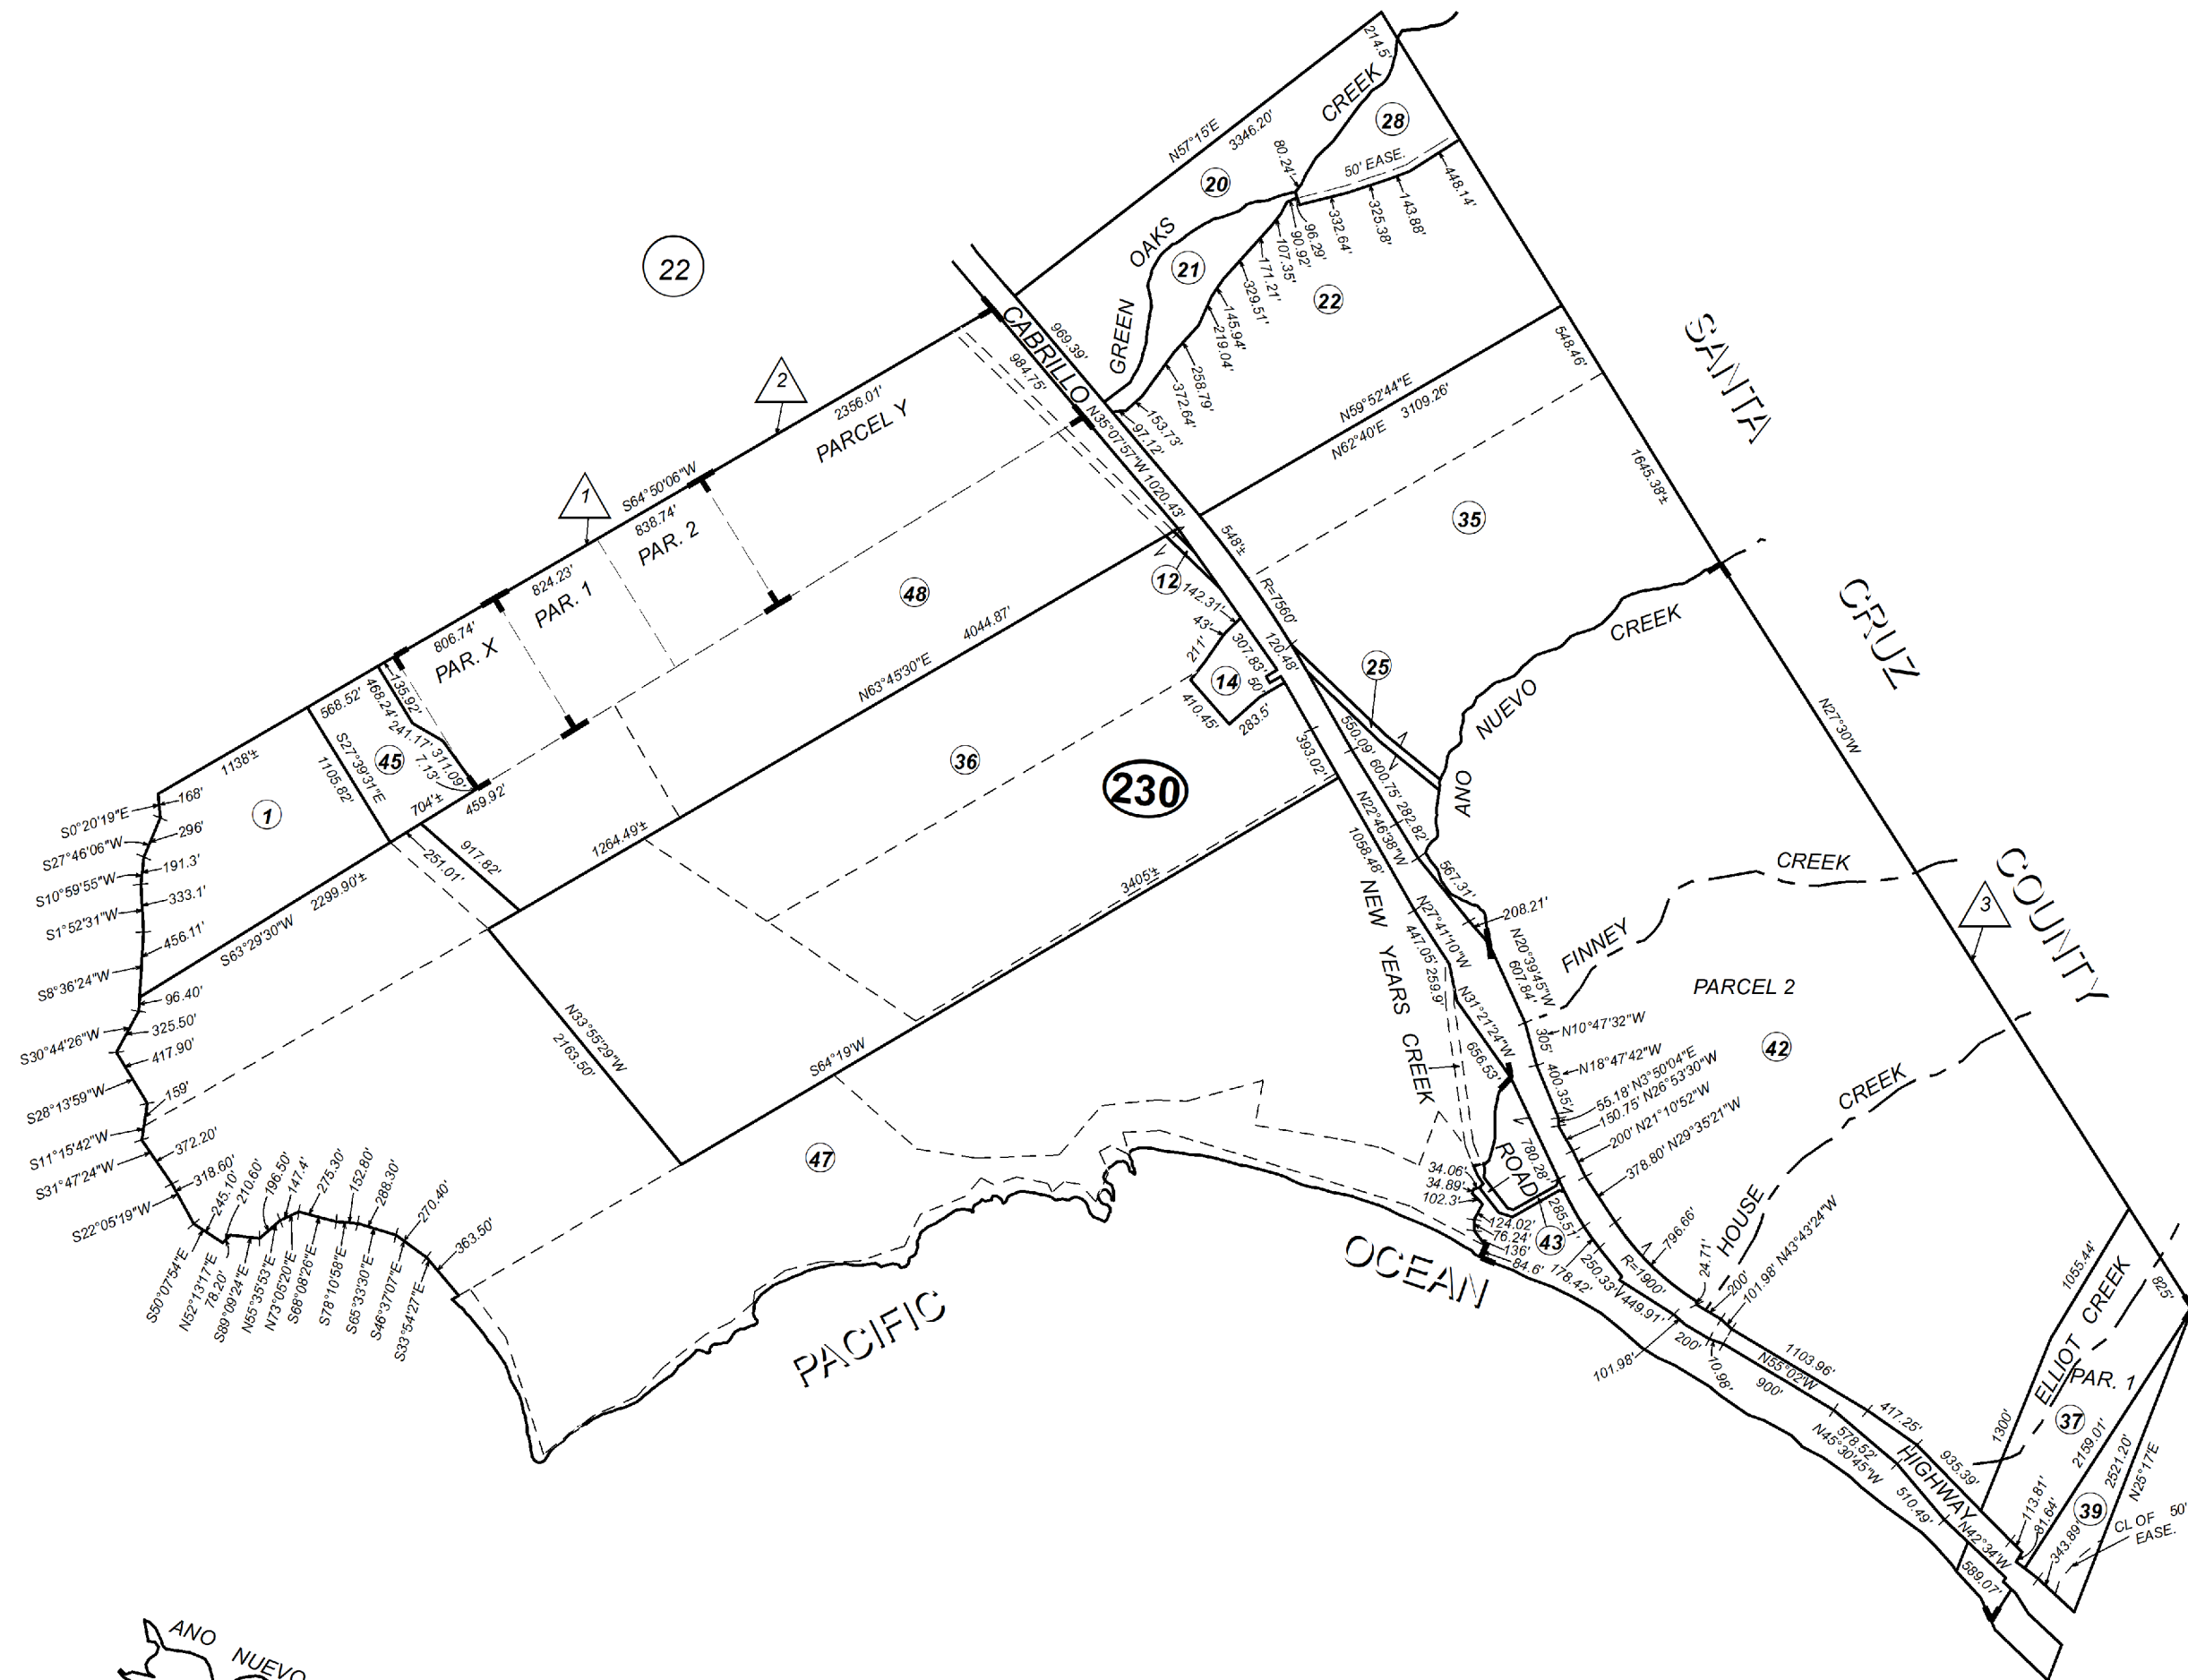 214.5'
CREEK
28
N57°15'E
3346.20'
80.24'
50' EASE.
448.14'
20
143.88'
325.38'
332.64'
96.29'
90.92'
107.35'
171.21'
329.51'
145.94'
219.04'
258.79'
372.64'
153.73'
97.12'
OAKS
21
22
GREEN
22
CABRILLO
969.39'
984.75'
N35°07'57"W
1020.43'
SANTA
548.46'
N59°52'44"E
3109.26'
N62°40'E
1645.38'±
35
2
2356.01'
PARCEL Y
1
S64°50'06"W
838.74'
PAR. 2
824.23'
PAR. 1
806.74'
PAR. X
48
4044.87'
N63°45'30"E
548'±
R=7560'
12
142.31'
43'
211'
307.83'
120.48'
14
50'
410.45'
283.5'
25
CREEK
NUEVO
ANO
CRUZ
N27°30'W
568.52'
468.24'
135.92'
241.17'
311.09'
7.13'
S27°39'31"E
1105.82'
45
704'±
459.92'
1138'±
1
S0°20'19"E
168'
S27°46'06"W
296'
S10°59'55"W
191.3'
S1°52'31"W
333.1'
S8°36'24"W
456.11'
96.40'
S30°44'26"W
325.50'
S28°13'59"W
417.90'
S11°15'42"W
159'
S31°47'24"W
372.20'
S22°05'19"W
318.60'
S63°29'30"W
2299.90'±
251.01'
917.82'
1264.49'±
36
230
3405'±
S64°19'W
N33°55'29"W
2163.50'
550.09'
600.75'
282.82'
393.02'
N22°46'38"W
1058.48'
567.31'
208.21'
N27°41'10"W
447.05'
259.9'
N20°39'45"W
607.84'
N31°21'24"W
656.53'
NEW YEARS CREEK
FINNEY
CREEK
COUNTY
3
PARCEL 2
42
N10°47'32"W
305'
N18°47'42"W
400.35'
55.18' N3°50'04"E
150.75' N26°53'30"W
200' N21°10'52"W
378.80' N29°35'21"W
HOUSE
CREEK
245.10'
210.60'
196.50'
147.4'
275.30'
152.80'
288.30'
270.40'
363.50'
S50°07'54"E
N52°13'17"E
78.20'
S89°09'24"E
N55°35'53"E
N73°05'20"E
S68°08'26"E
S78°10'58"E
S65°33'30"E
S46°37'07"E
S33°54'27"E
47
PACIFIC
OCEAN
ROAD
780.28'
34.06'
34.89'
102.3'
124.02'
76.24'
136'
84.6'
43
285.51'
178.42'
250.33'
449.91'
R=1900'
796.66'
24.71'
200'
101.98' N43°43'24"W
101.98'
200'
10.98'
N55°02'W
900'
1103.96'
417.25'
578.52'
N45°30'45"W
HIGHWAY
935.39'
510.49'
N42°34'W
589.07'
1055.44'
825'
ELLIOT CREEK
PAR. 1
37
1300'
2159.01'
2521.20'
N25°17'E
113.81'
81.64'
343.89'
39
CL OF 50'
EASE.
ANO
NUEVO